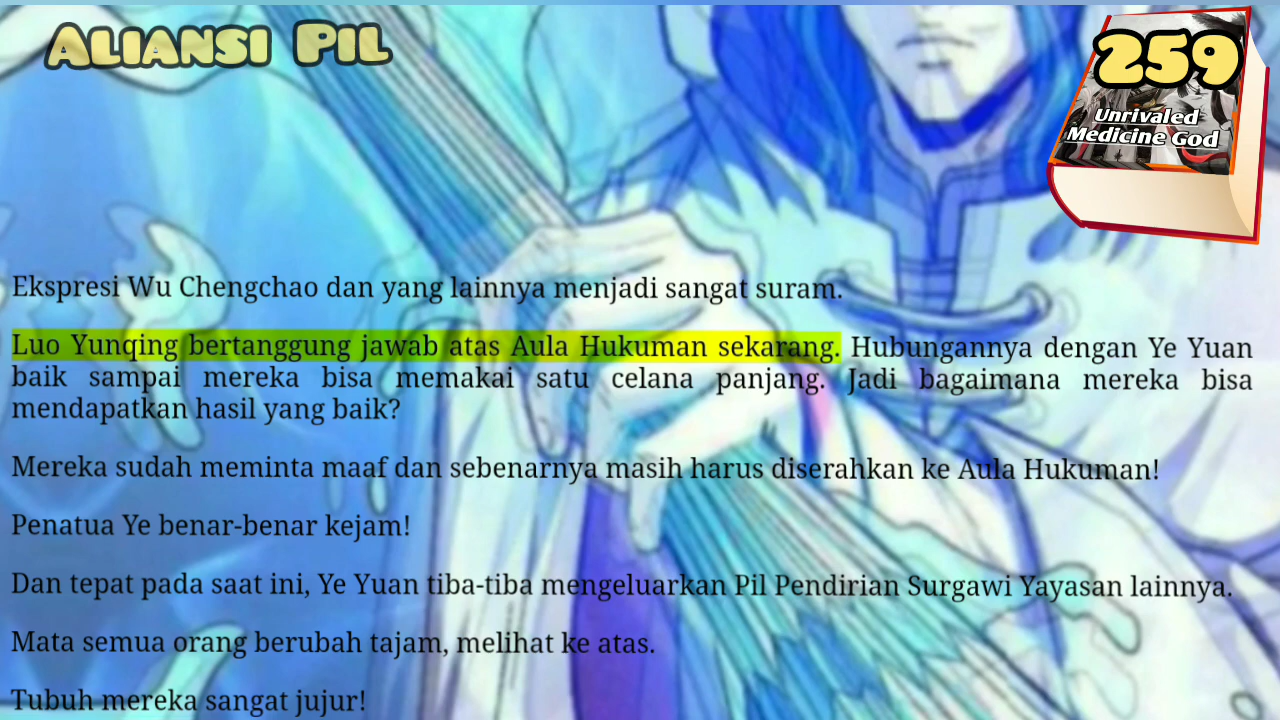 Aliansi Pil
259
Unrivaled
Medicine God
Ekspresi Wu Chengchao dan yang lainnya menjadi sangat suram.
Luo Yunqing bertanggung jawab atas Aula Hukuman sekarang. Hubungannya dengan Ye Yuan
baik sampai mereka bisa memakai satu celana panjang. Jadi bagaimana mereka bisa
mendapatkan hasil yang baik?
Mereka sudah meminta maaf dan sebenarnya masih harus diserahkan ke Aula Hukuman!
Penatua Ye benar-benar kejam!
Dan tepat pada saat ini, Ye Yuan tiba-tiba mengeluarkan Pil Pendirian Surgawi Yayasan lainnya.
Mata semua orang berubah tajam, melihat ke atas.
Tubuh mereka sangat jujur!